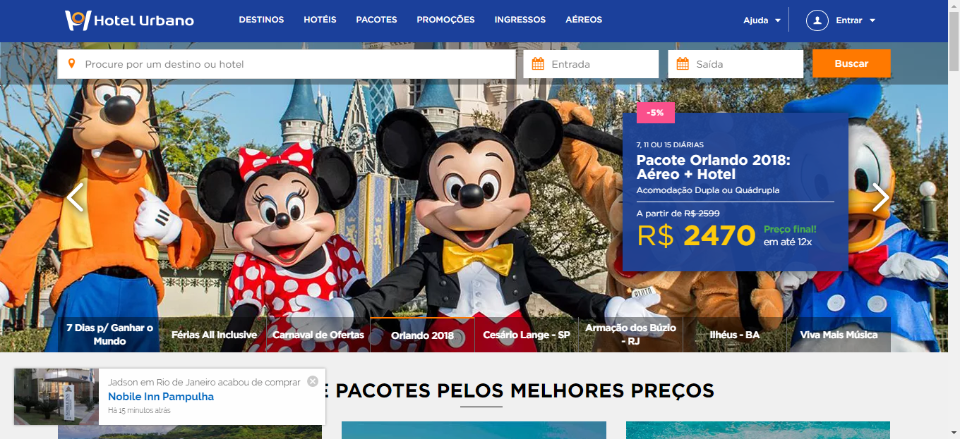 Hotel Urbano
DESTINOS HOTÉIS PACOTES PROMOÇÕES INGRESSOS AÉREOS
Ajuda Entrar
Procure por um destino ou hotel
Entrada
Saída
Buscar
-5%
7, 11 OU 15 DIÁRIAS
Pacote Orlando 2018:
Aéreo + Hotel
Acomodação Dupla ou Quádrupla
A partir de R$ 2599
R$ 2470
Preço final!
em até 12x
7 Dias p/ Ganhar o
Mundo
Férias All Inclusive
Carnaval de Ofertas
Orlando 2018
Cesário Lange - SP
Armação dos Búzio
- RJ
Ilhéus - BA
Viva Mais Música
E PACOTES PELOS MELHORES PREÇOS
Jadson em Rio de Janeiro acabou de comprar
Nobile Inn Pampulha
Há 15 minutos atrás